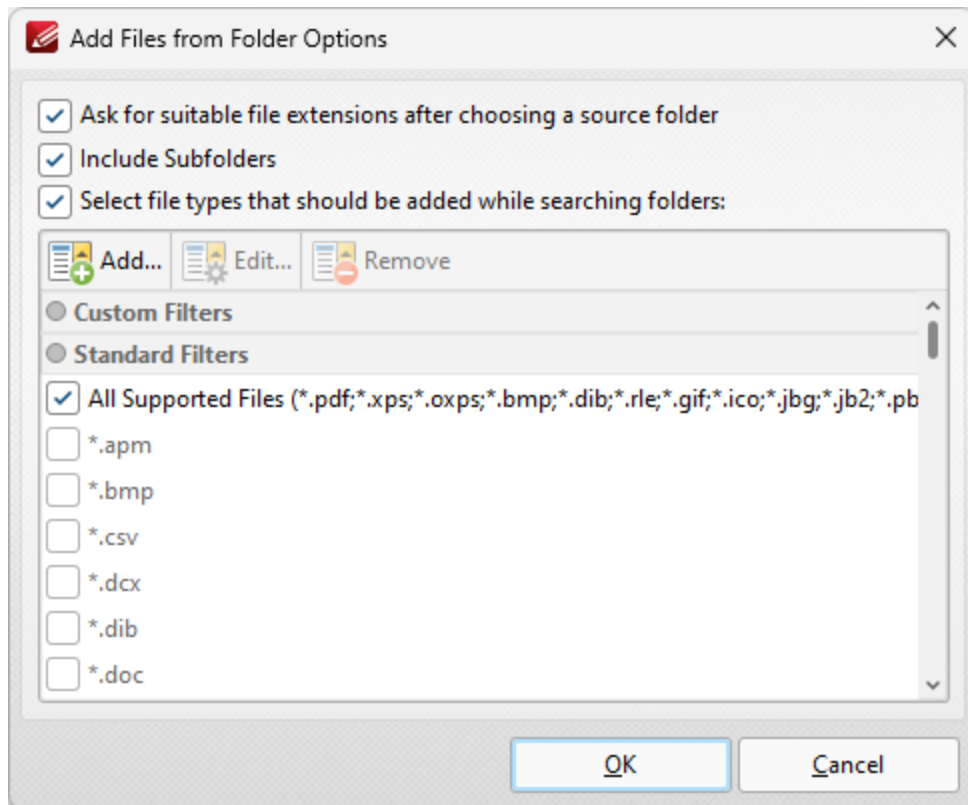 Add Files from Folder Options
Ask for suitable file extensions after choosing a source folder
Include Subfolders
Select file types that should be added while searching folders:
Add... Edit... Remove
Custom Filters
Standard Filters
All Supported Files (*.pdf;*.xps;*.oxps;*.bmp;*.dib;*.rle;*.gif;*.ico;*.jbg;*.jb2;*.pb
*.apm
*.bmp
*.csv
*.dcx
*.dib
*.doc
OK Cancel